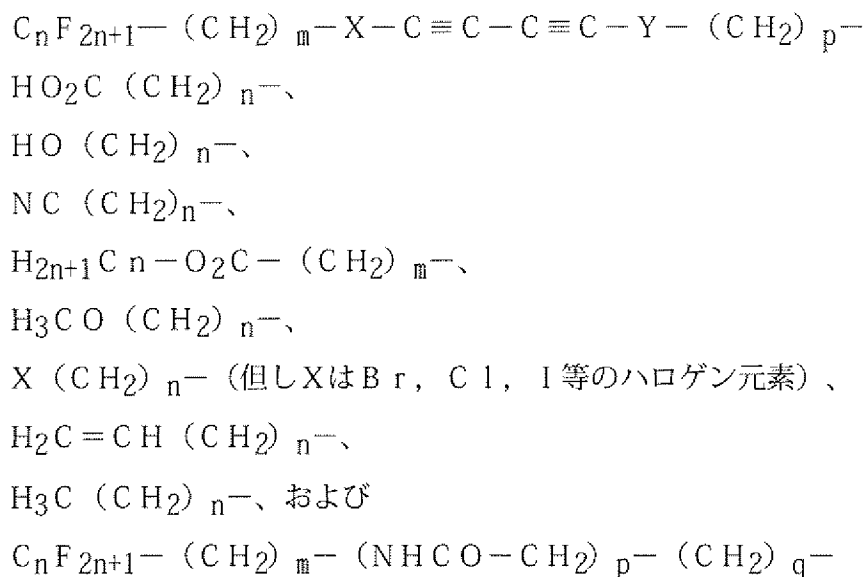 CnF2n+1−(CH2)m−X−C≡C−C≡C−Y−(CH2)p−
HO2C(CH2)n−、
HO(CH2)n−、
NC(CH2)n−、
H2n+1Cn−O2C−(CH2)m−、
H3CO(CH2)n−、
X(CH2)n−(但しXはBr,Cl,I等のハロゲン元素)、
H2C=CH(CH2)n−、
H3C(CH2)n−、および
CnF2n+1−(CH2)m−(NHCO−CH2)p−(CH2)q−